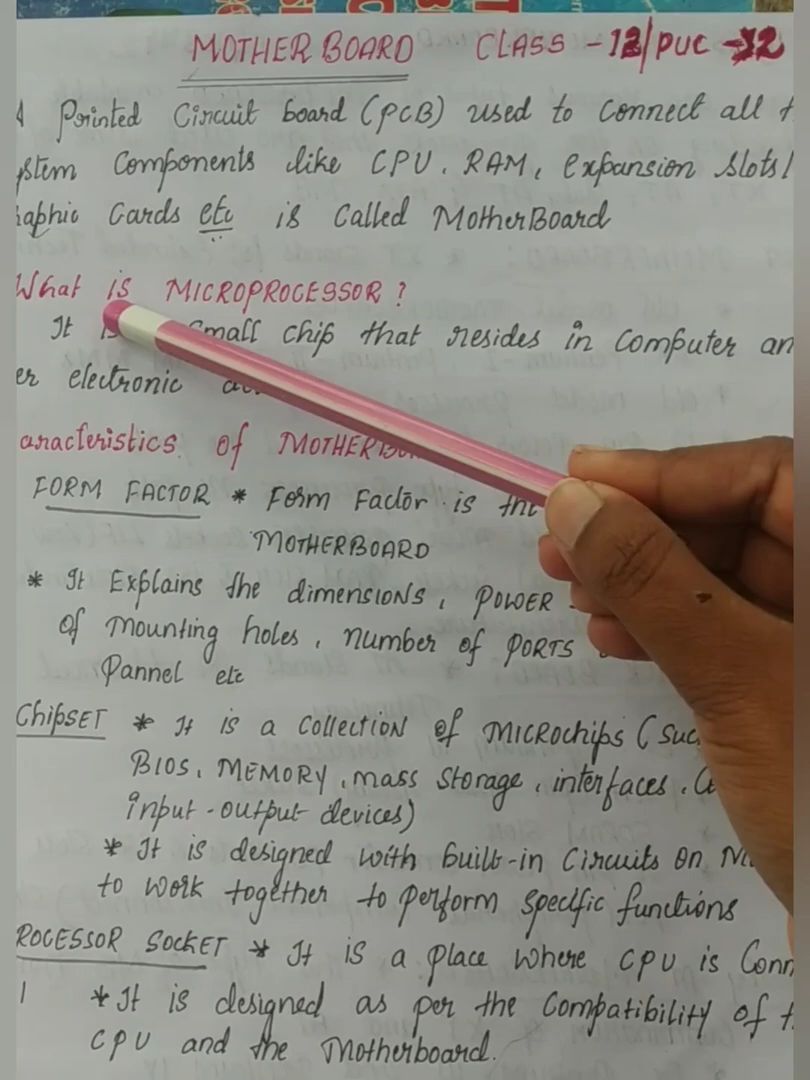 MOTHER BOARD CLASS - 12/PUC - 12
A Printed Circuit board (PCB) used to connect all t
ystem Components like CPU, RAM, expansion slots/
raphic Cards etc is Called MotherBoard
What is MICROPROCESSOR?
It is small chip that resides in computer an
er electronic
aracteristics of MOTHERBO
FORM FACTOR * Form Factor is the
MOTHERBOARD
* It Explains the dimensions, POWER
of mounting holes, number of PORTS
Pannel etc
ChipSET * It is a collection of MICROchips (suc
BIOS, MEMORY, mass storage, interfaces,
input-output devices)
* It is designed with built-in Circuits on
to work together to perform specific functions
ROCESSOR SOCKET * It is a place where CPU is Conn
* It is designed as per the Compatibility of t
CPU and the Motherboard.